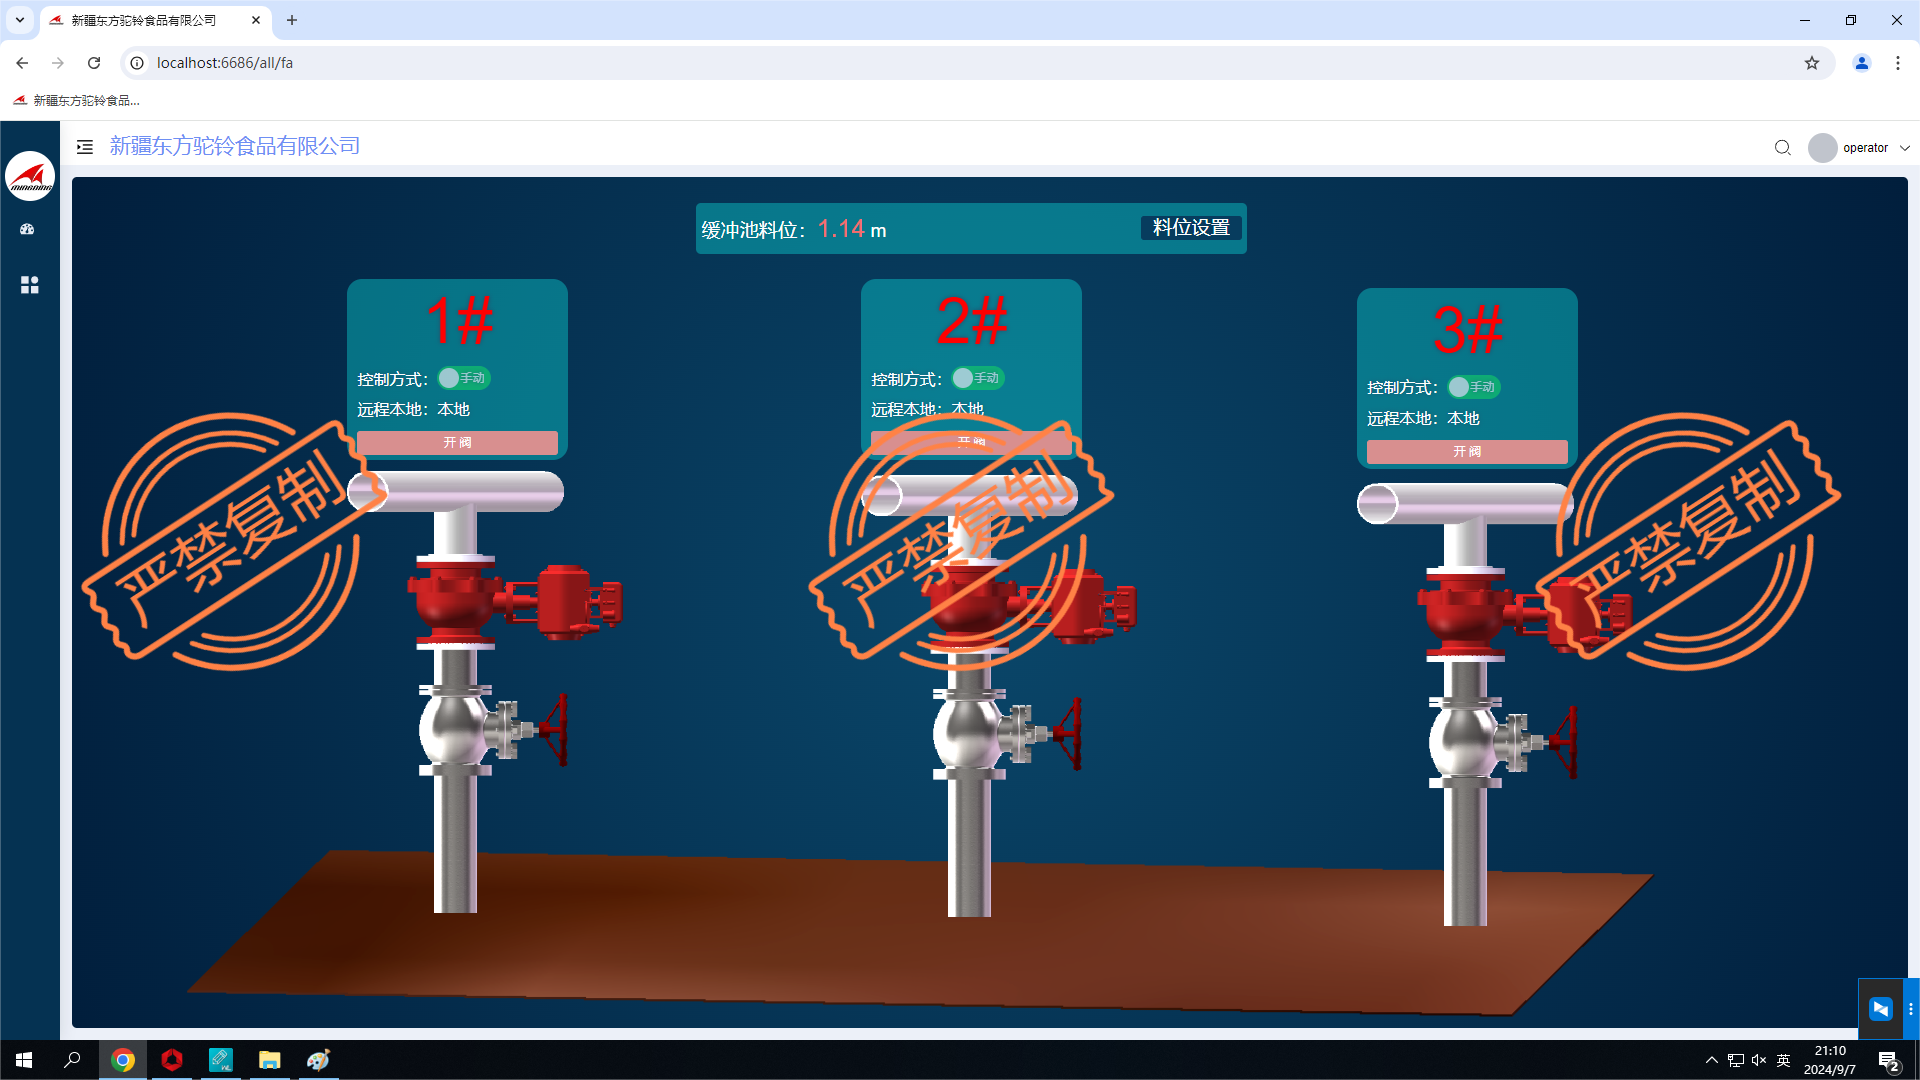 新疆东方驼铃食品有限公司
localhost:6686/all/fa
新疆东方驼铃食品...
新疆东方驼铃食品有限公司
operator
MINGDING
缓冲池料位：1.14 m
料位设置
1#
控制方式：手动
远程本地：本地
开阀
2#
控制方式：手动
远程本地：本地
开阀
3#
控制方式：手动
远程本地：本地
开阀
严禁复制
严禁复制
严禁复制
英
21:10
2024/9/7
2